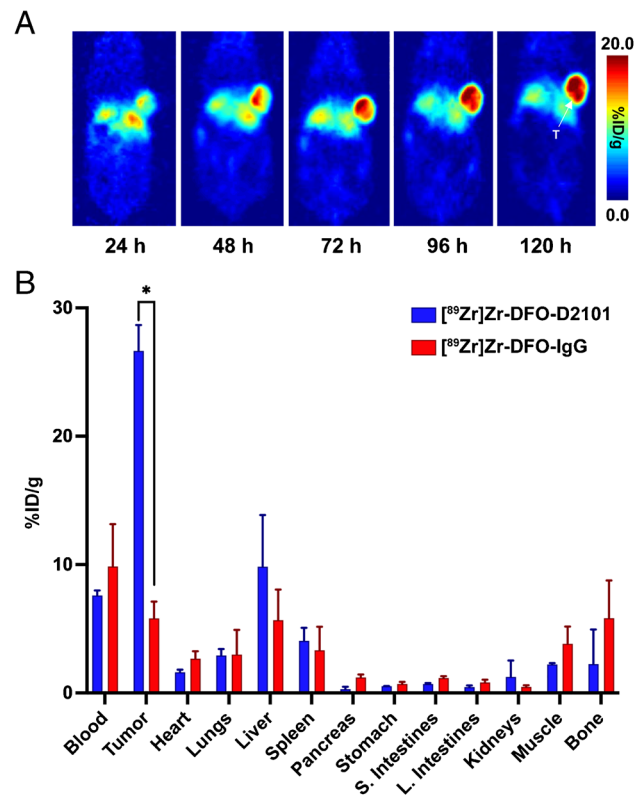 A
20.0
%ID/g
0.0
T
24 h 48 h 72 h 96 h 120 h
B
30
20
10
0
%ID/g
*
[⁸⁹Zr]Zr-DFO-D2101
[⁸⁹Zr]Zr-DFO-IgG
Blood
Tumor
Heart
Lungs
Liver
Spleen
Pancreas
Stomach
S. Intestines
L. Intestines
Kidneys
Muscle
Bone